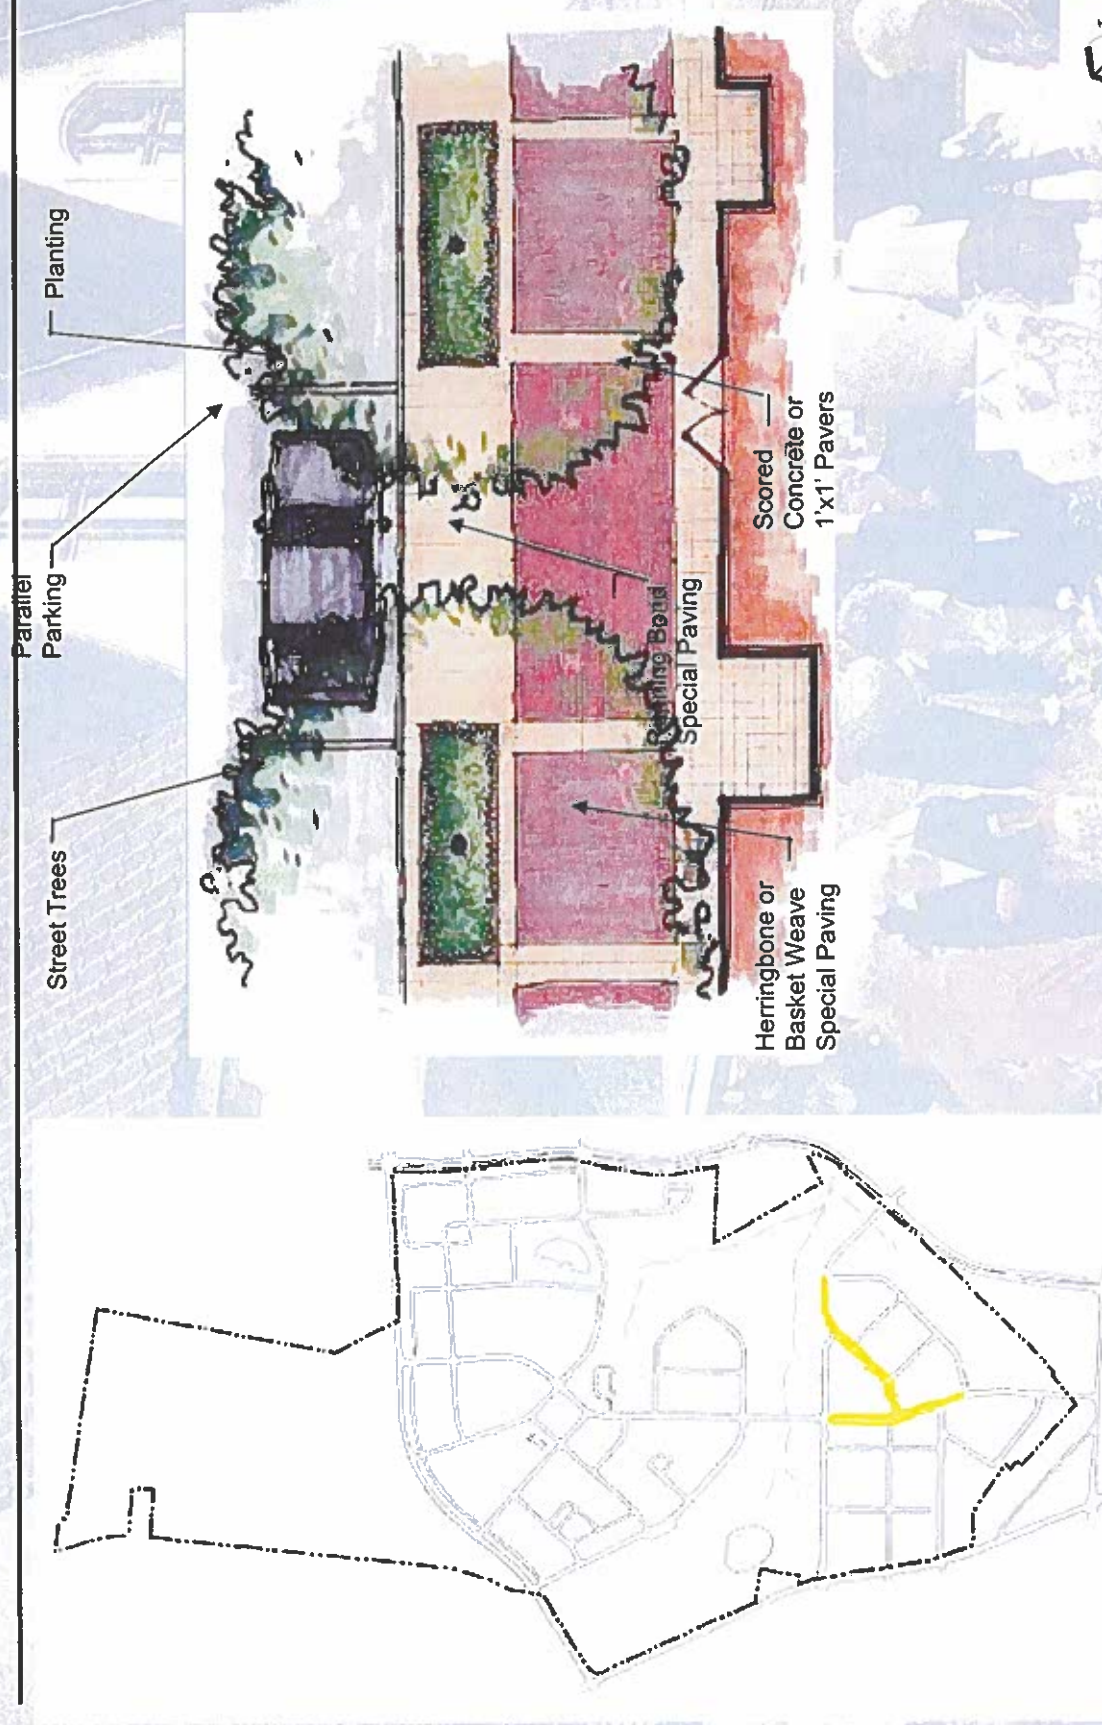 Street Trees
Parallel
Parking
Planting
Herringbone or
Basket Weave
Special Paving
Running Bond
Special Paving
Scored
Concrete or
1'x1' Pavers